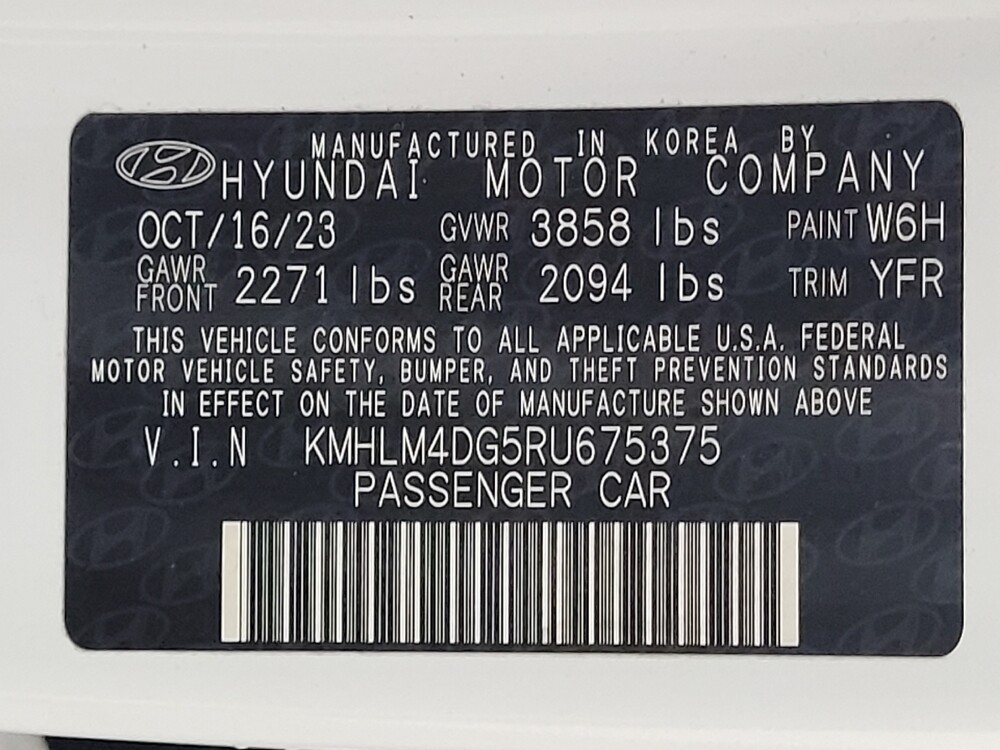 MANUFACTURED IN KOREA BY
HYUNDAI MOTOR COMPANY
OCT/16/23 GVWR 3858 lbs PAINT W6H
GAWR FRONT 2271 lbs GAWR REAR 2094 lbs TRIM YFR
THIS VEHICLE CONFORMS TO ALL APPLICABLE U.S.A. FEDERAL
MOTOR VEHICLE SAFETY, BUMPER, AND THEFT PREVENTION STANDARDS
IN EFFECT ON THE DATE OF MANUFACTURE SHOWN ABOVE
V.I.N KMHLM4DG5RU675375
PASSENGER CAR